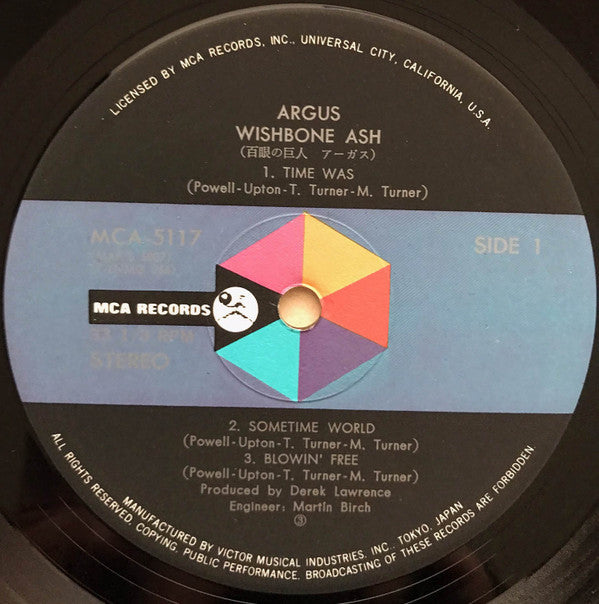 LICENSED BY MCA RECORDS, INC., UNIVERSAL CITY, CALIFORNIA, U.S.A.
ARGUS
WISHBONE ASH
(百眼の巨人 アーガス)
1. TIME WAS
(Powell-Upton-T. Turner-M. Turner)
MCA-5117
SIDE 1
MCA RECORDS
33 1/3 RPM
STEREO
2. SOMETIME WORLD
(Powell-Upton-T. Turner-M. Turner)
3. BLOWIN' FREE
(Powell-Upton-T. Turner-M. Turner)
Produced by Derek Lawrence
Engineer: Martin Birch
③
MANUFACTURED BY VICTOR MUSICAL INDUSTRIES, INC., TOKYO, JAPAN
ALL RIGHTS RESERVED. COPYING, PUBLIC PERFORMANCE, BROADCASTING OF THESE RECORDS ARE FORBIDDEN.